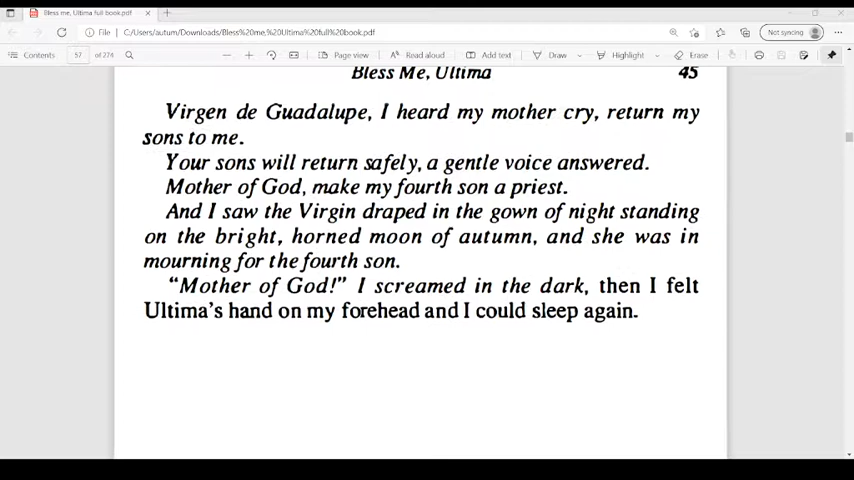 Bless me, Ultima full book.pdf
File
C:/Users/autum/Downloads/Bless%20me,%20Ultima%20full%20book.pdf
Not syncing
Contents
57
of 274
Page view
Read aloud
Add text
Draw
Highlight
Erase
Bless Me, Ultima 45
Virgen de Guadalupe, I heard my mother cry, return my
sons to me.
Your sons will return safely, a gentle voice answered.
Mother of God, make my fourth son a priest.
And I saw the Virgin draped in the gown of night standing
on the bright, horned moon of autumn, and she was in
mourning for the fourth son.
“Mother of God!” I screamed in the dark, then I felt
Ultima’s hand on my forehead and I could sleep again.